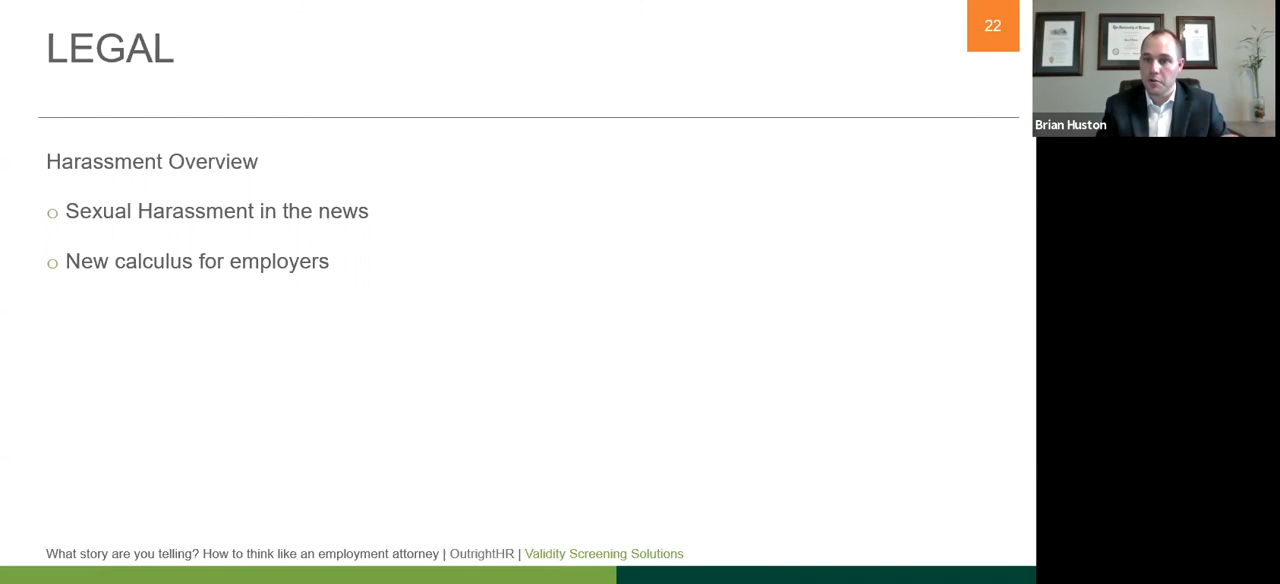 LEGAL
22
Brian Huston
Harassment Overview
o Sexual Harassment in the news
o New calculus for employers
What story are you telling? How to think like an employment attorney | OutrightHR | Validity Screening Solutions